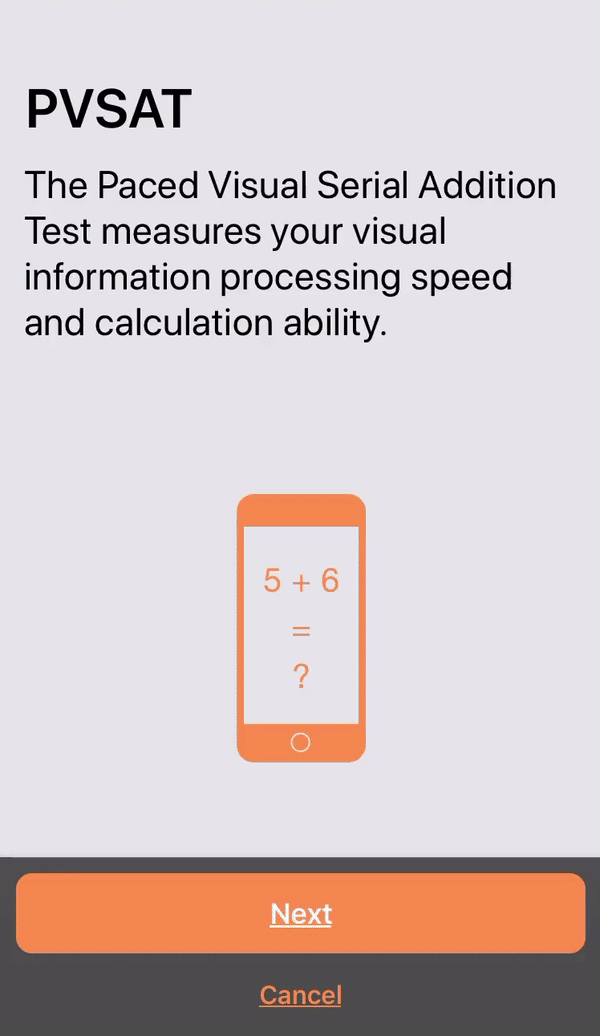 PVSAT
The Paced Visual Serial Addition
Test measures your visual
information processing speed
and calculation ability.
5 + 6
=
?
Next
Cancel